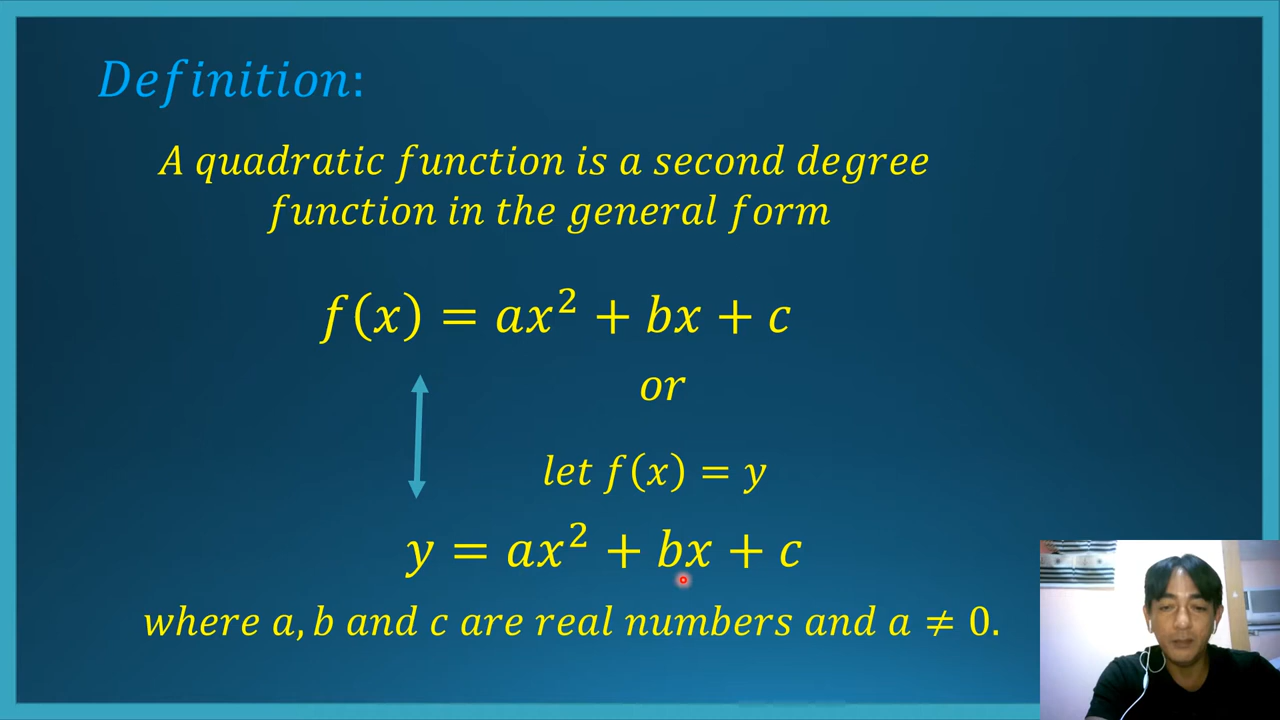 Definition:
A quadratic function is a second degree
function in the general form
f(x) = ax² + bx + c
or
let f(x) = y
y = ax² + bx + c
where a, b and c are real numbers and a ≠ 0.